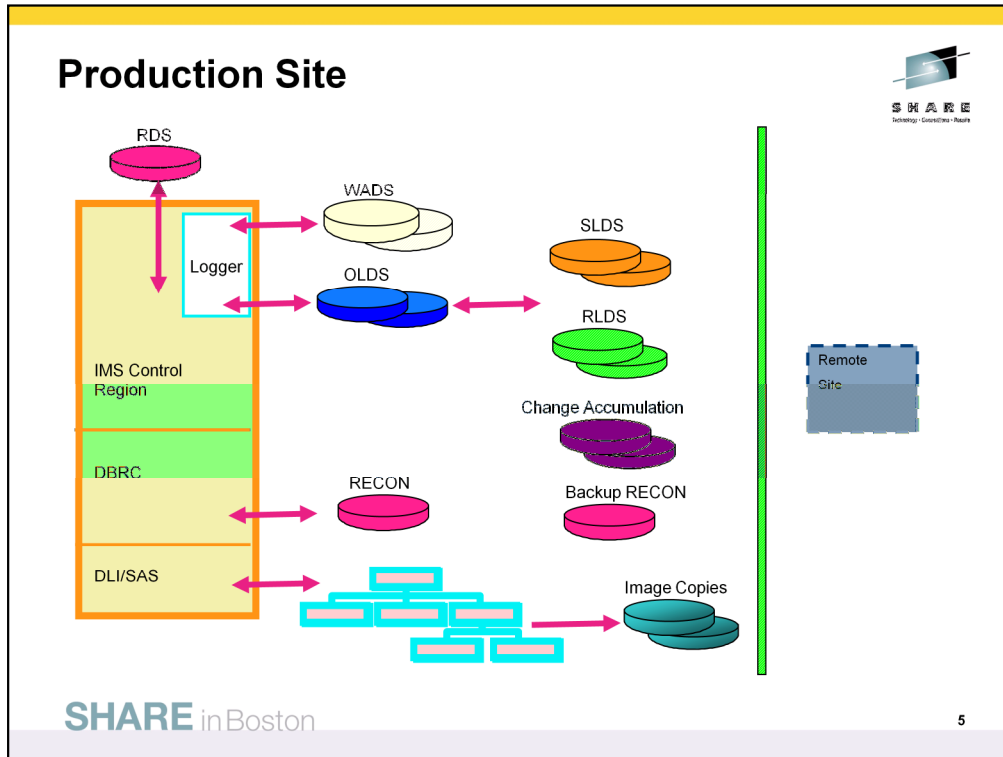 Production Site
SHARE
Technology • Connections • Results
RDS
WADS
SLDS
Logger
OLDS
RLDS
IMS Control
Region
Remote
Site
Change Accumulation
DBRC
RECON
Backup RECON
DLI/SAS
Image Copies
SHARE in Boston
5